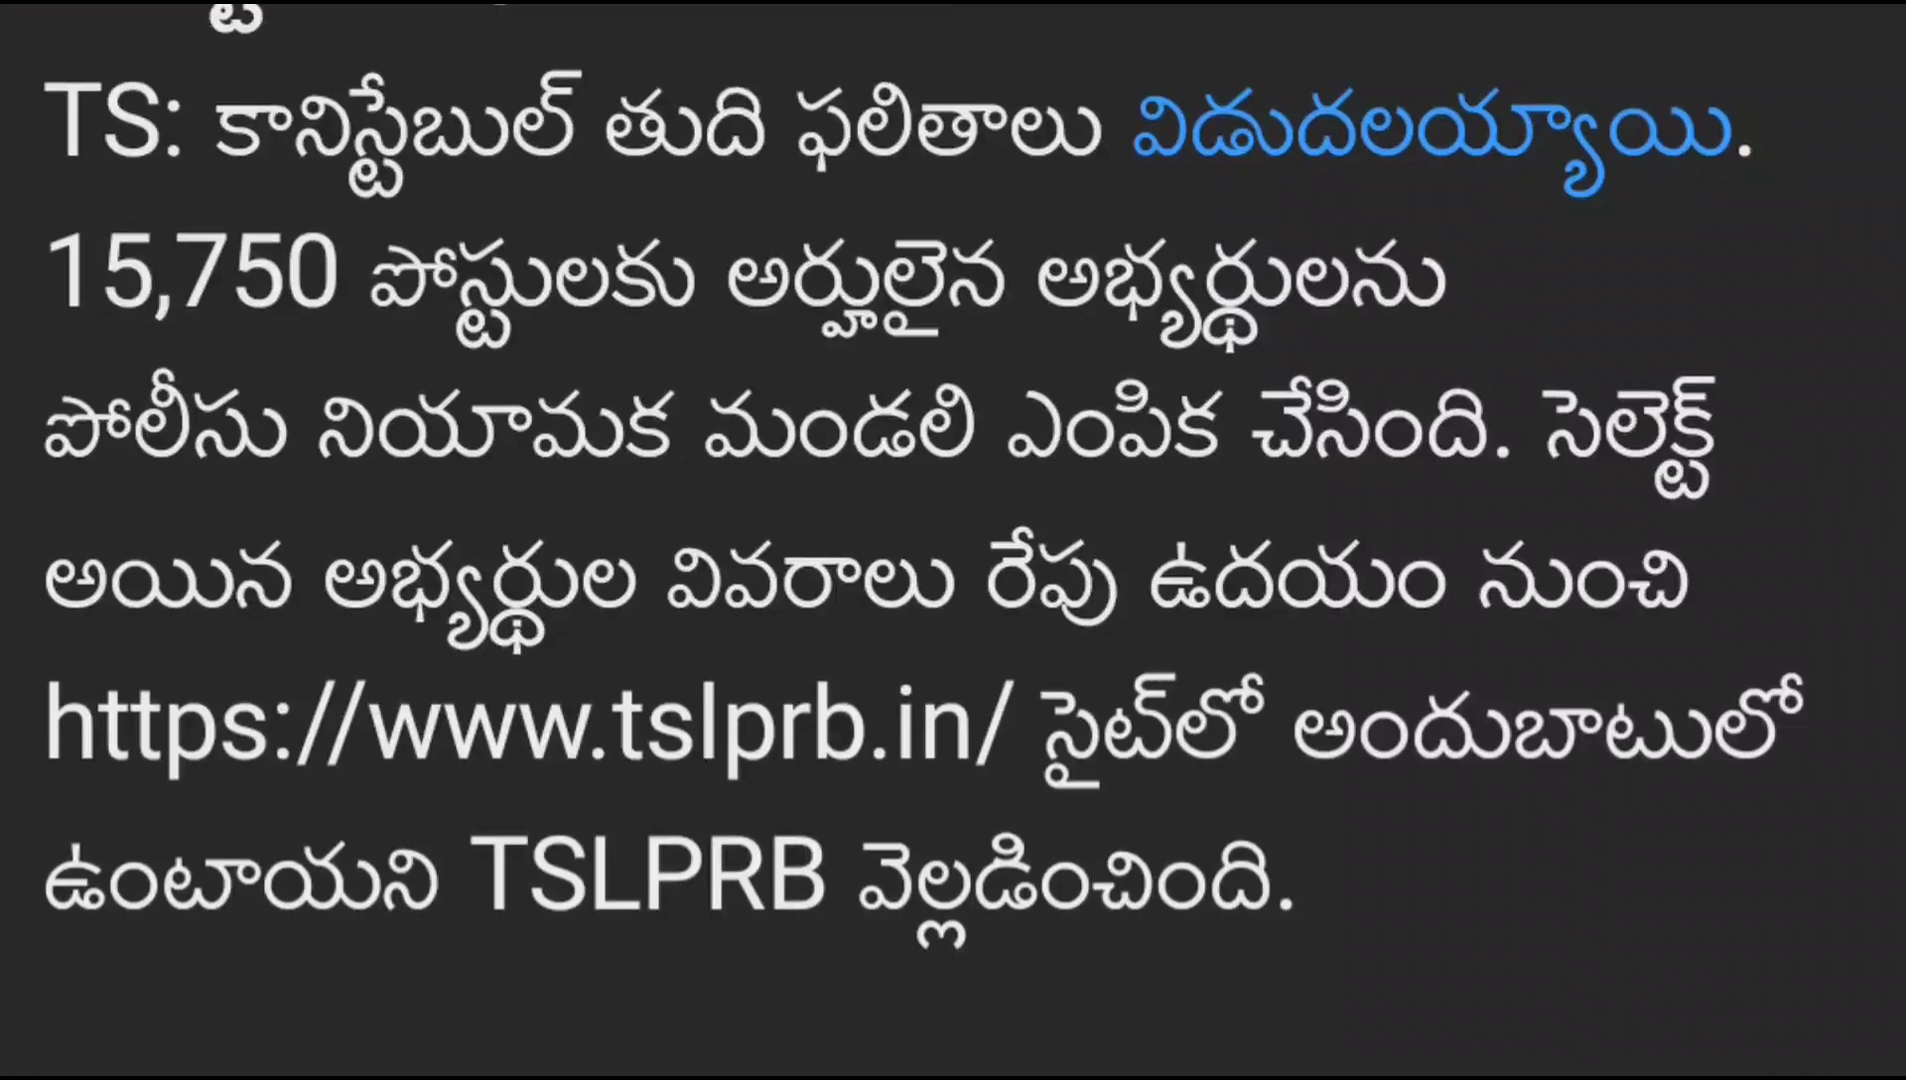 TS: కానిస్టేబుల్ తుది ఫలితాలు విడుదలయ్యాయి.
15,750 పోస్టులకు అర్హులైన అభ్యర్థులను
పోలీసు నియామక మండలి ఎంపిక చేసింది. సెలెక్ట్
అయిన అభ్యర్థుల వివరాలు రేపు ఉదయం నుంచి
https://www.tslprb.in/ సైట్‌లో అందుబాటులో
ఉంటాయని TSLPRB వెల్లడించింది.